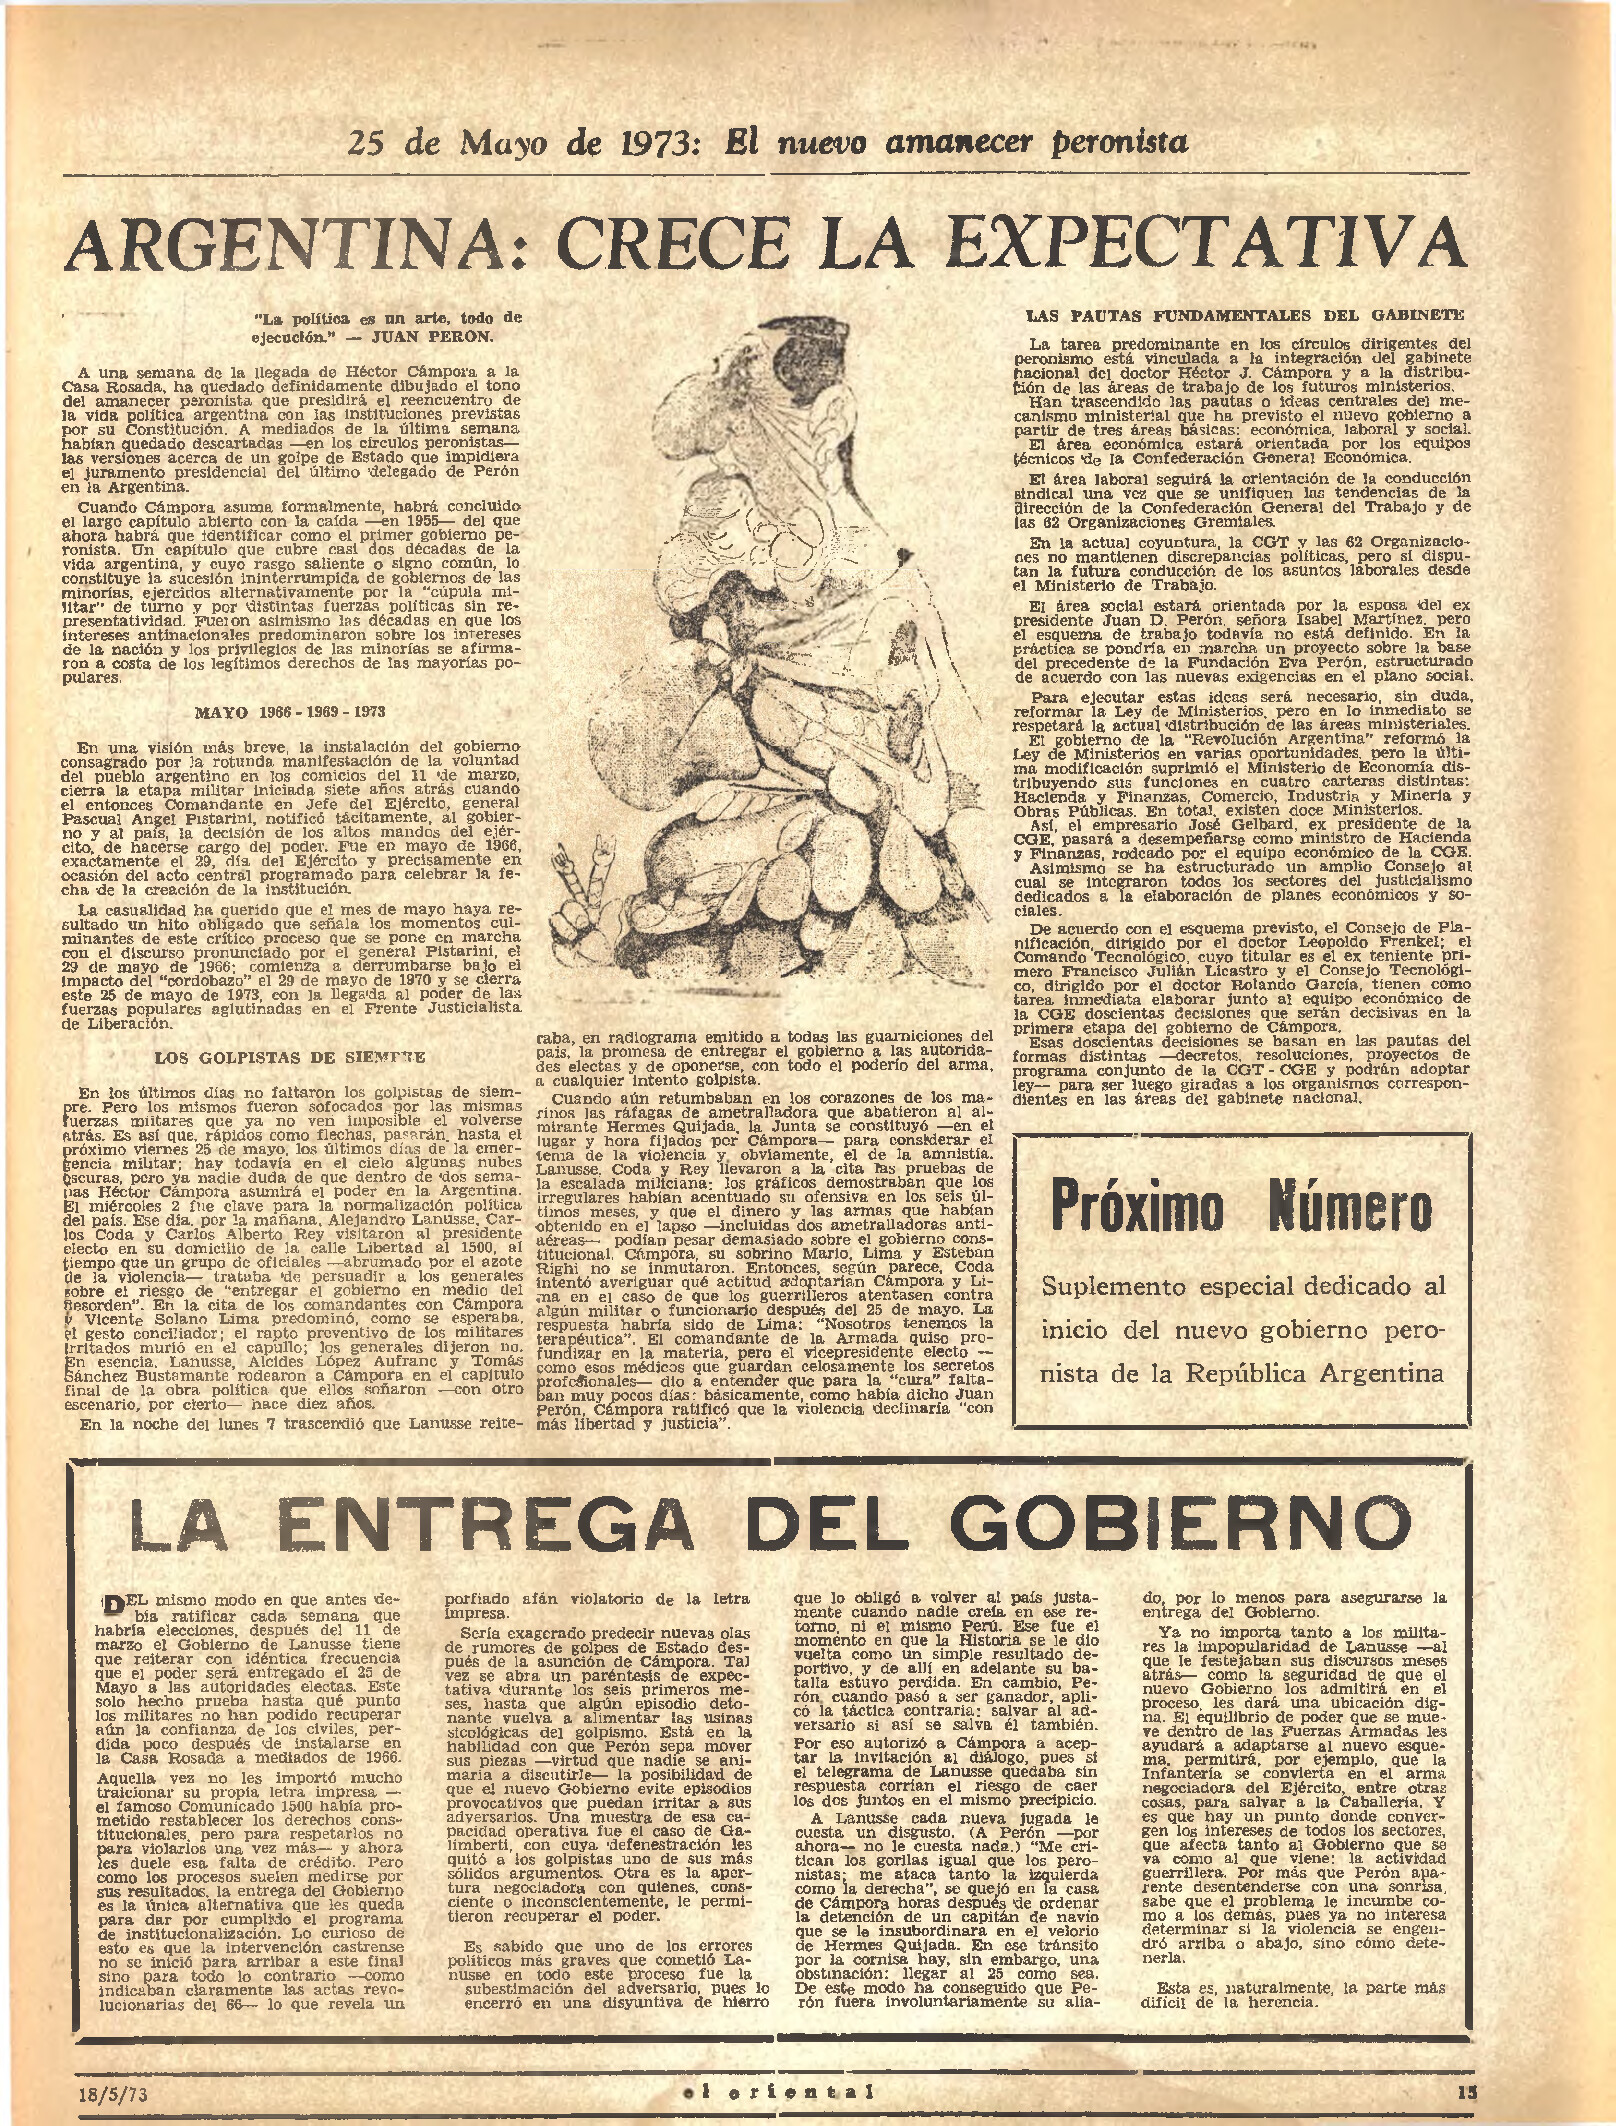 25 de Mayo de 1973: El nuevo amanecer peronista
ARGENTINA: CRECE LA EXPECTATIVA
"La política es un arte, todo de
ejecución." — JUAN PERON.
A una semana de la llegada de Héctor Cámpora a la
Casa Rosada, ha quedado definidamente dibujado el tono
del amanecer peronista que presidirá el reencuentro de
la vida política argentina con las instituciones previstas
por su Constitución. A mediados de la última semana
habían quedado descartadas —en los círculos peronistas—
las versiones acerca de un golpe de Estado que impidiera
el juramento presidencial del último delegado de Perón
en la Argentina.
Cuando Cámpora asuma formalmente, habrá concluido
el largo capítulo abierto con la caída —en 1955— del que
ahora habrá que identificar como el primer gobierno pe-
ronista. Un capítulo que cubre casi dos décadas de la
vida argentina, y cuyo rasgo saliente o signo común, lo
constituye la sucesión ininterrumpida de gobiernos de las
minorías, ejercidos alternativamente por la "cúpula mi-
litar" de turno y por distintas fuerzas políticas sin re-
presentatividad. Fueron asimismo las décadas en que los
intereses antinacionales predominaron sobre los intereses
de la nación y los privilegios de las minorías se afirma-
ron a costa de los legítimos derechos de las mayorías po-
pulares.
MAYO 1966 - 1969 - 1973
En una visión más breve, la instalación del gobierno
consagrado por la rotunda manifestación de la voluntad
del pueblo argentino en los comicios del 11 de marzo,
cierra la etapa militar iniciada siete años atrás cuando
el entonces Comandante en Jefe del Ejército, general
Pascual Angel Pistarini, notificó tácitamente, al gobier-
no y al país, la decisión de los altos mandos del ejér-
cito, de hacerse cargo del poder. Fue en mayo de 1966,
exactamente el 29, día del Ejército y precisamente en
ocasión del acto central programado para celebrar la fe-
cha de la creación de la institución.
La casualidad ha querido que el mes de mayo haya re-
sultado un hito obligado que señala los momentos cul-
minantes de este crítico proceso que se pone en marcha
con el discurso pronunciado por el general Pistarini, el
29 de mayo de 1966; comienza a derrumbarse bajo el
impacto del "cordobazo" el 29 de mayo de 1970 y se cierra
este 25 de mayo de 1973, con la llegada al poder de las
fuerzas populares aglutinadas en el Frente Justicialista
de Liberación.
LOS GOLPISTAS DE SIEMPRE
En los últimos días no faltaron los golpistas de siem-
pre. Pero los mismos fueron sofocados por las mismas
fuerzas militares que ya no ven imposible el volverse
atrás. Es así que, rápidos como flechas, pasarán, hasta el
próximo viernes 25 de mayo, los últimos días de la emer-
gencia militar; hay todavía en el cielo algunas nubes
oscuras, pero ya nadie duda de que dentro de dos sema-
nas Héctor Cámpora asumirá el poder en la Argentina.
El miércoles 2 fue clave para la normalización política
del país. Ese día, por la mañana, Alejandro Lanusse, Car-
los Coda y Carlos Alberto Rey visitaron al presidente
electo en su domicilio de la calle Libertad al 1500, al
tiempo que un grupo de oficiales —abrumado por el azote
de la violencia— trataba de persuadir a los generales
sobre el riesgo de "entregar el gobierno en medio del
desorden". En la cita de los comandantes con Cámpora
y Vicente Solano Lima predominó, como se esperaba,
el gesto conciliador; el rapto preventivo de los militares
irritados murió en el capullo; los generales dijeron no.
En esencia, Lanusse, Alcides López Aufranc y Tomás
Sánchez Bustamante rodearon a Cámpora en el capítulo
final de la obra política que ellos soñaron —con otro
escenario, por cierto— hace diez años.
En la noche del lunes 7 trascendió que Lanusse reite-
raba, en radiograma emitido a todas las guarniciones del
país, la promesa de entregar el gobierno a las autorida-
des electas y de oponerse, con todo el poderío del arma,
a cualquier intento golpista.
Cuando aún retumbaban en los corazones de los ma-
rinos las ráfagas de ametralladora que abatieron al al-
mirante Hermes Quijada, la Junta se constituyó —en el
lugar y hora fijados por Cámpora— para considerar el
tema de la violencia y, obviamente, el de la amnistía.
Lanusse, Coda y Rey llevaron a la cita las pruebas de
la escalada miliciana: los gráficos demostraban que los
irregulares habían acentuado su ofensiva en los seis úl-
timos meses, y que el dinero y las armas que habían
obtenido en el lapso —incluidas dos ametralladoras anti-
aéreas— podían pesar demasiado sobre el gobierno cons-
titucional. Cámpora, su sobrino Mario, Lima y Esteban
Righi no se inmutaron. Entonces, según parece, Coda
intentó averiguar qué actitud adoptarían Cámpora y Li-
ma en el caso de que los guerrilleros atentasen contra
algún militar o funcionario después del 25 de mayo. La
respuesta habría sido de Lima: "Nosotros tenemos la
terapéutica". El comandante de la Armada quiso pro-
fundizar en la materia, pero el vicepresidente electo —
como esos médicos que guardan celosamente los secretos
profesionales— dio a entender que para la "cura" falta-
ban muy pocos días: básicamente, como había dicho Juan
Perón, Cámpora ratificó que la violencia declinaría "con
más libertad y justicia".
LAS PAUTAS FUNDAMENTALES DEL GABINETE
La tarea predominante en los círculos dirigentes del
peronismo está vinculada a la integración del gabinete
nacional del doctor Héctor J. Cámpora y a la distribu-
ción de las áreas de trabajo de los futuros ministerios.
Han trascendido las pautas o ideas centrales del me-
canismo ministerial que ha previsto el nuevo gobierno a
partir de tres áreas básicas: económica, laboral y social.
El área económica estará orientada por los equipos
técnicos de la Confederación General Económica.
El área laboral seguirá la orientación de la conducción
sindical una vez que se unifiquen las tendencias de la
dirección de la Confederación General del Trabajo y de
las 62 Organizaciones Gremiales.
En la actual coyuntura, la CGT y las 62 Organizacio-
nes no mantienen discrepancias políticas, pero sí dispu-
tan la futura conducción de los asuntos laborales desde
el Ministerio de Trabajo.
El área social estará orientada por la esposa del ex
presidente Juan D. Perón, señora Isabel Martínez, pero
el esquema de trabajo todavía no está definido. En la
práctica se pondría en marcha un proyecto sobre la base
del precedente de la Fundación Eva Perón, estructurado
de acuerdo con las nuevas exigencias en el plano social.
Para ejecutar estas ideas será necesario, sin duda,
reformar la Ley de Ministerios, pero en lo inmediato se
respetará la actual distribución de las áreas ministeriales.
El gobierno de la "Revolución Argentina" reformó la
Ley de Ministerios en varias oportunidades, pero la últi-
ma modificación suprimió el Ministerio de Economía dis-
tribuyendo sus funciones en cuatro carteras distintas:
Hacienda y Finanzas, Comercio, Industria y Minería y
Obras Públicas. En total, existen doce Ministerios.
Así, el empresario José Gelbard, ex presidente de la
CGE, pasará a desempeñarse como ministro de Hacienda
y Finanzas, rodeado por el equipo económico de la CGE.
Asimismo se ha estructurado un amplio Consejo al
cual se integraron todos los sectores del justicialismo
dedicados a la elaboración de planes económicos y so-
ciales.
De acuerdo con el esquema previsto, el Consejo de Pla-
nificación, dirigido por el doctor Leopoldo Frenkel; el
Comando Tecnológico, cuyo titular es el ex teniente pri-
mero Francisco Julián Licastro y el Consejo Tecnológi-
co, dirigido por el doctor Rolando García, tienen como
tarea inmediata elaborar junto al equipo económico de
la CGE doscientas decisiones que serán decisivas en la
primera etapa del gobierno de Cámpora.
Esas doscientas decisiones se basan en las pautas del
formas distintas —decretos, resoluciones, proyectos de
programa conjunto de la CGT - CGE y podrán adoptar
ley— para ser luego giradas a los organismos correspon-
dientes en las áreas del gabinete nacional.
Próximo Número
Suplemento especial dedicado al
inicio del nuevo gobierno pero-
nista de la República Argentina
LA ENTREGA DEL GOBIERNO
DEL mismo modo en que antes de-
bía ratificar cada semana que
habría elecciones, después del 11 de
marzo el Gobierno de Lanusse tiene
que reiterar con idéntica frecuencia
que el poder será entregado el 25 de
Mayo a las autoridades electas. Este
solo hecho prueba hasta qué punto
los militares no han podido recuperar
aún la confianza de los civiles, per-
dida poco después de instalarse en
la Casa Rosada a mediados de 1966.
Aquella vez no les importó mucho
traicionar su propia letra impresa —
el famoso Comunicado 1500 había pro-
metido restablecer los derechos cons-
titucionales, pero para respetarlos no
para violarlos una vez más— y ahora
les duele esa falta de crédito. Pero
como los procesos suelen medirse por
sus resultados, la entrega del Gobierno
es la única alternativa que les queda
para dar por cumplido el programa
de institucionalización. Lo curioso de
esto es que la intervención castrense
no se inició para arribar a este final
sino para todo lo contrario —como
indicaban claramente las actas revo-
lucionarias del 66— lo que revela un
porfiado afán violatorio de la letra
impresa.
Sería exagerado predecir nuevas olas
de rumores de golpes de Estado des-
pués de la asunción de Cámpora. Tal
vez se abra un paréntesis de expec-
tativa durante los seis primeros me-
ses, hasta que algún episodio deto-
nante vuelva a alimentar las usinas
sicológicas del golpismo. Está en la
habilidad con que Perón sepa mover
sus piezas —virtud que nadie se ani-
maría a discutirle— la posibilidad de
que el nuevo Gobierno evite episodios
provocativos que puedan irritar a sus
adversarios. Una muestra de esa ca-
pacidad operativa fue el caso de Ga-
limberti, con cuya defenestración les
quitó a los golpistas uno de sus más
sólidos argumentos. Otra es la aper-
tura negociadora con quienes, cons-
ciente o inconscientemente, le permi-
tieron recuperar el poder.
Es sabido que uno de los errores
políticos más graves que cometió La-
nusse en todo este proceso fue la
subestimación del adversario, pues lo
encerró en una disyuntiva de hierro
que lo obligó a volver al país justa-
mente cuando nadie creía en ese re-
torno, ni el mismo Perú. Ese fue el
momento en que la Historia se le dio
vuelta como un simple resultado de-
portivo, y de allí en adelante su ba-
talla estuvo perdida. En cambio, Pe-
rón, cuando pasó a ser ganador, apli-
có la táctica contraria: salvar al ad-
versario si así se salva él también.
Por eso autorizó a Cámpora a acep-
tar la invitación al diálogo, pues si
el telegrama de Lanusse quedaba sin
respuesta corrían el riesgo de caer
los dos juntos en el mismo precipicio.
A Lanusse cada nueva jugada le
cuesta un disgusto. (A Perón —por
ahora— no le cuesta nada.) "Me cri-
tican los gorilas igual que los pero-
nistas; me ataca tanto la izquierda
como la derecha", se quejó en la casa
de Cámpora horas después de ordenar
la detención de un capitán de navío
que se le insubordinara en el velorio
de Hermes Quijada. En ese tránsito
por la cornisa hay, sin embargo, una
obstinación: llegar al 25 como sea.
De este modo ha conseguido que Pe-
rón fuera involuntariamente su alia-
do, por lo menos para asegurarse la
entrega del Gobierno.
Ya no importa tanto a los milita-
res la impopularidad de Lanusse —al
que le festejaban sus discursos meses
atrás— como la seguridad de que el
nuevo Gobierno los admitirá en el
proceso, les dará una ubicación dig-
na. El equilibrio de poder que se mue-
ve dentro de las Fuerzas Armadas les
ayudará a adaptarse al nuevo esque-
ma, permitirá, por ejemplo, que la
Infantería se convierta en el arma
negociadora del Ejército, entre otras
cosas, para salvar a la Caballería. Y
es que hay un punto donde conver-
gen los intereses de todos los sectores,
que afecta tanto al Gobierno que se
va como al que viene: la actividad
guerrillera. Por más que Perón apa-
rente desentenderse con una sonrisa,
sabe que el problema le incumbe co-
mo a los demás, pues ya no interesa
determinar si la violencia se engen-
dró arriba o abajo, sino cómo dete-
nerla.
Esta es, naturalmente, la parte más
difícil de la herencia.
18/5/73
el oriental
15